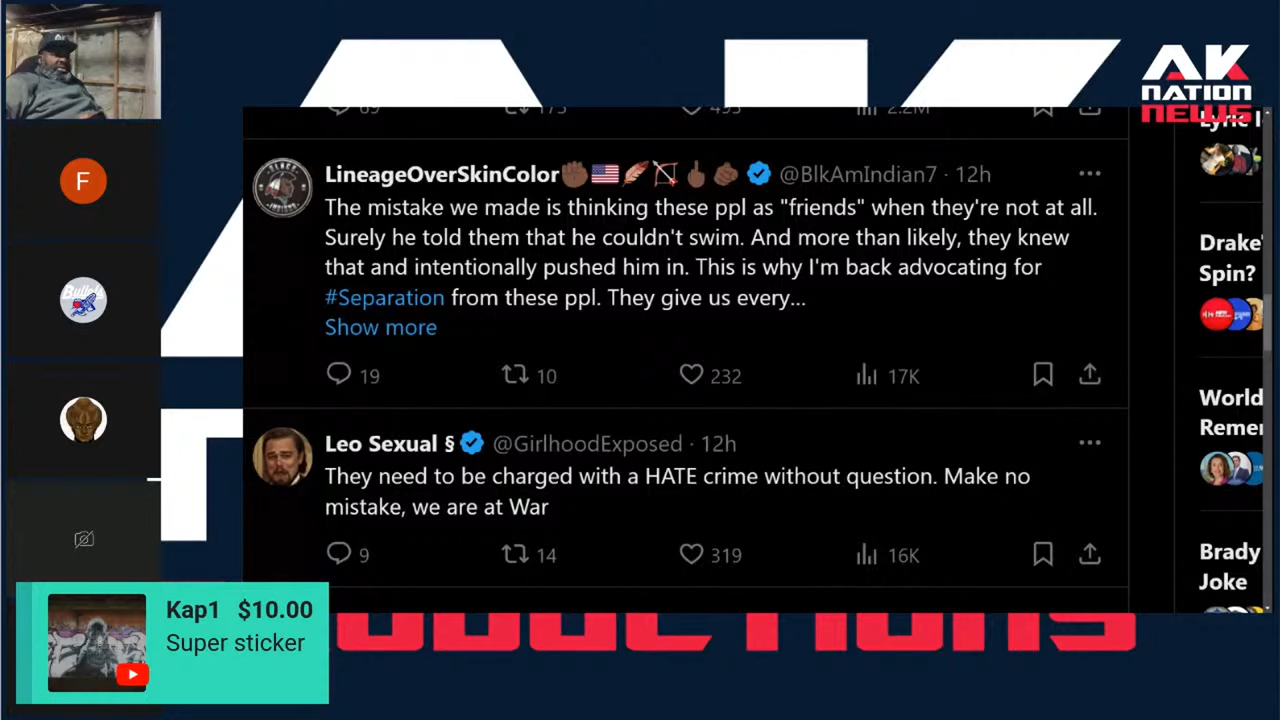 AK
NATION
NEWS
69 173 495 2.2M
LineageOverSkinColor @BlkAmIndian7 · 12h
The mistake we made is thinking these ppl as "friends" when they're not at all.
Surely he told them that he couldn't swim. And more than likely, they knew
that and intentionally pushed him in. This is why I'm back advocating for
#Separation from these ppl. They give us every...
Show more
19 10 232 17K
Leo Sexual § @GirlhoodExposed · 12h
They need to be charged with a HATE crime without question. Make no
mistake, we are at War
9 14 319 16K
Drake'
Spin?
World
Remer
Brady
Joke
F
Bullets
Kap1 $10.00
Super sticker